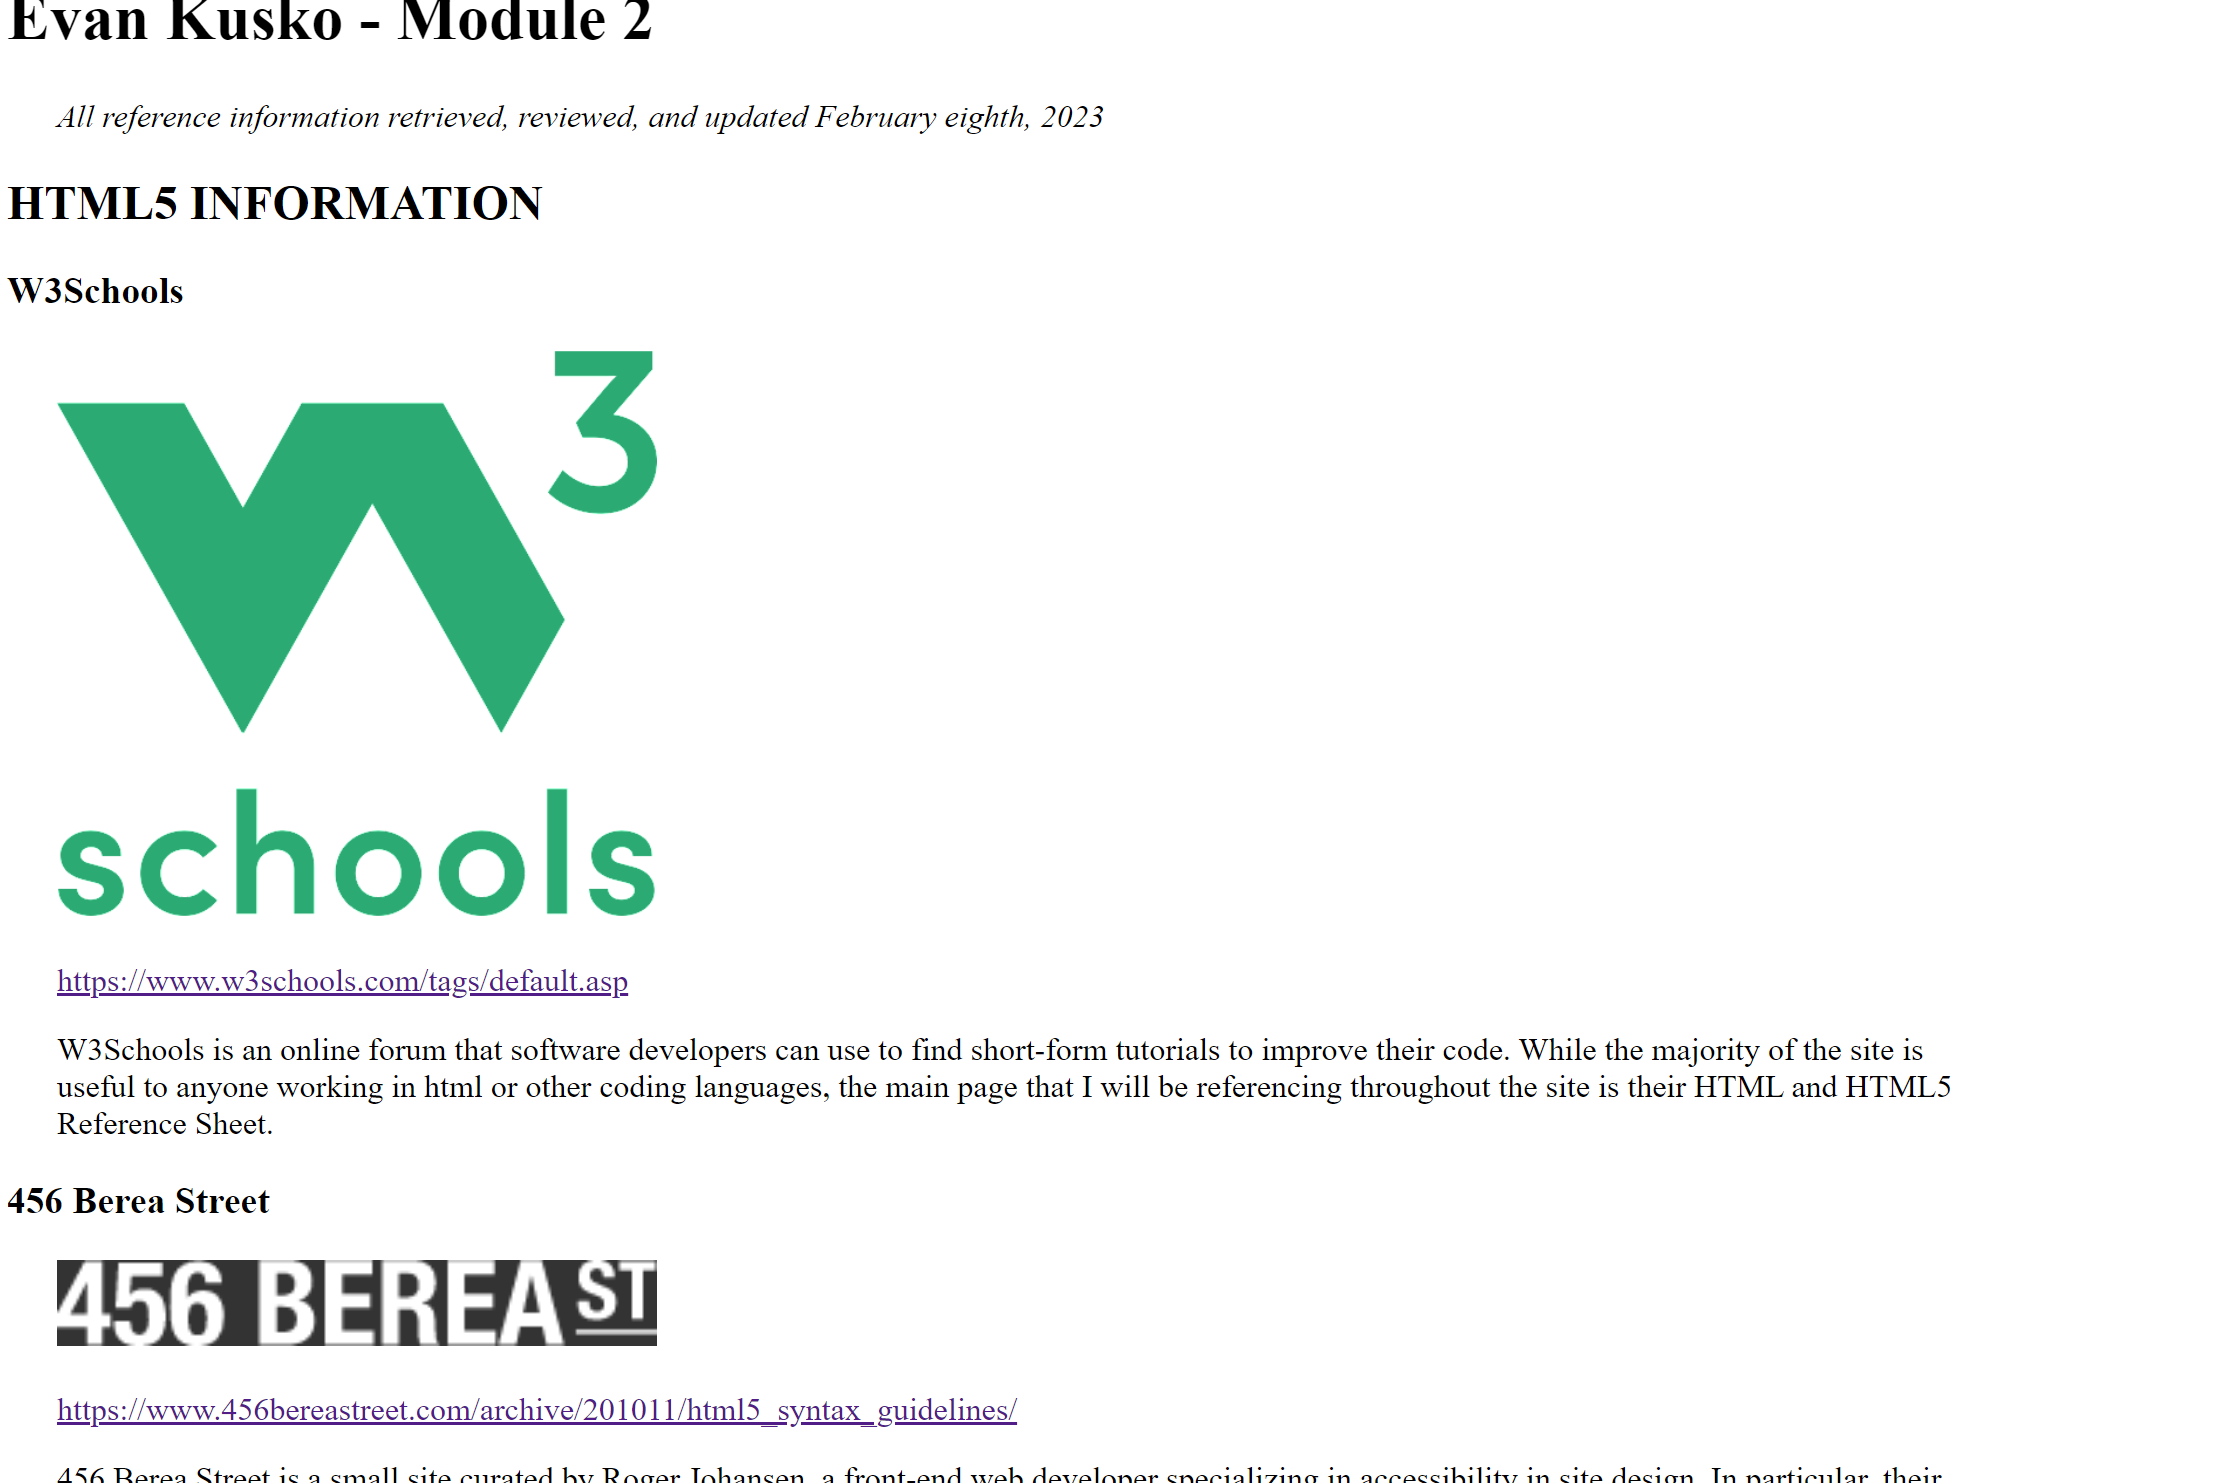 Evan Kusko - Module 2
All reference information retrieved, reviewed, and updated February eighth, 2023
HTML5 INFORMATION
W3Schools
W3
schools
https://www.w3schools.com/tags/default.asp
W3Schools is an online forum that software developers can use to find short-form tutorials to improve their code. While the majority of the site is
useful to anyone working in html or other coding languages, the main page that I will be referencing throughout the site is their HTML and HTML5
Reference Sheet.
456 Berea Street
456 BEREA ST
https://www.456bereastreet.com/archive/201011/html5_syntax_guidelines/
456 Berea Street is a small site curated by Roger Johansen, a front-end web developer specializing in accessibility in site design. In particular, their